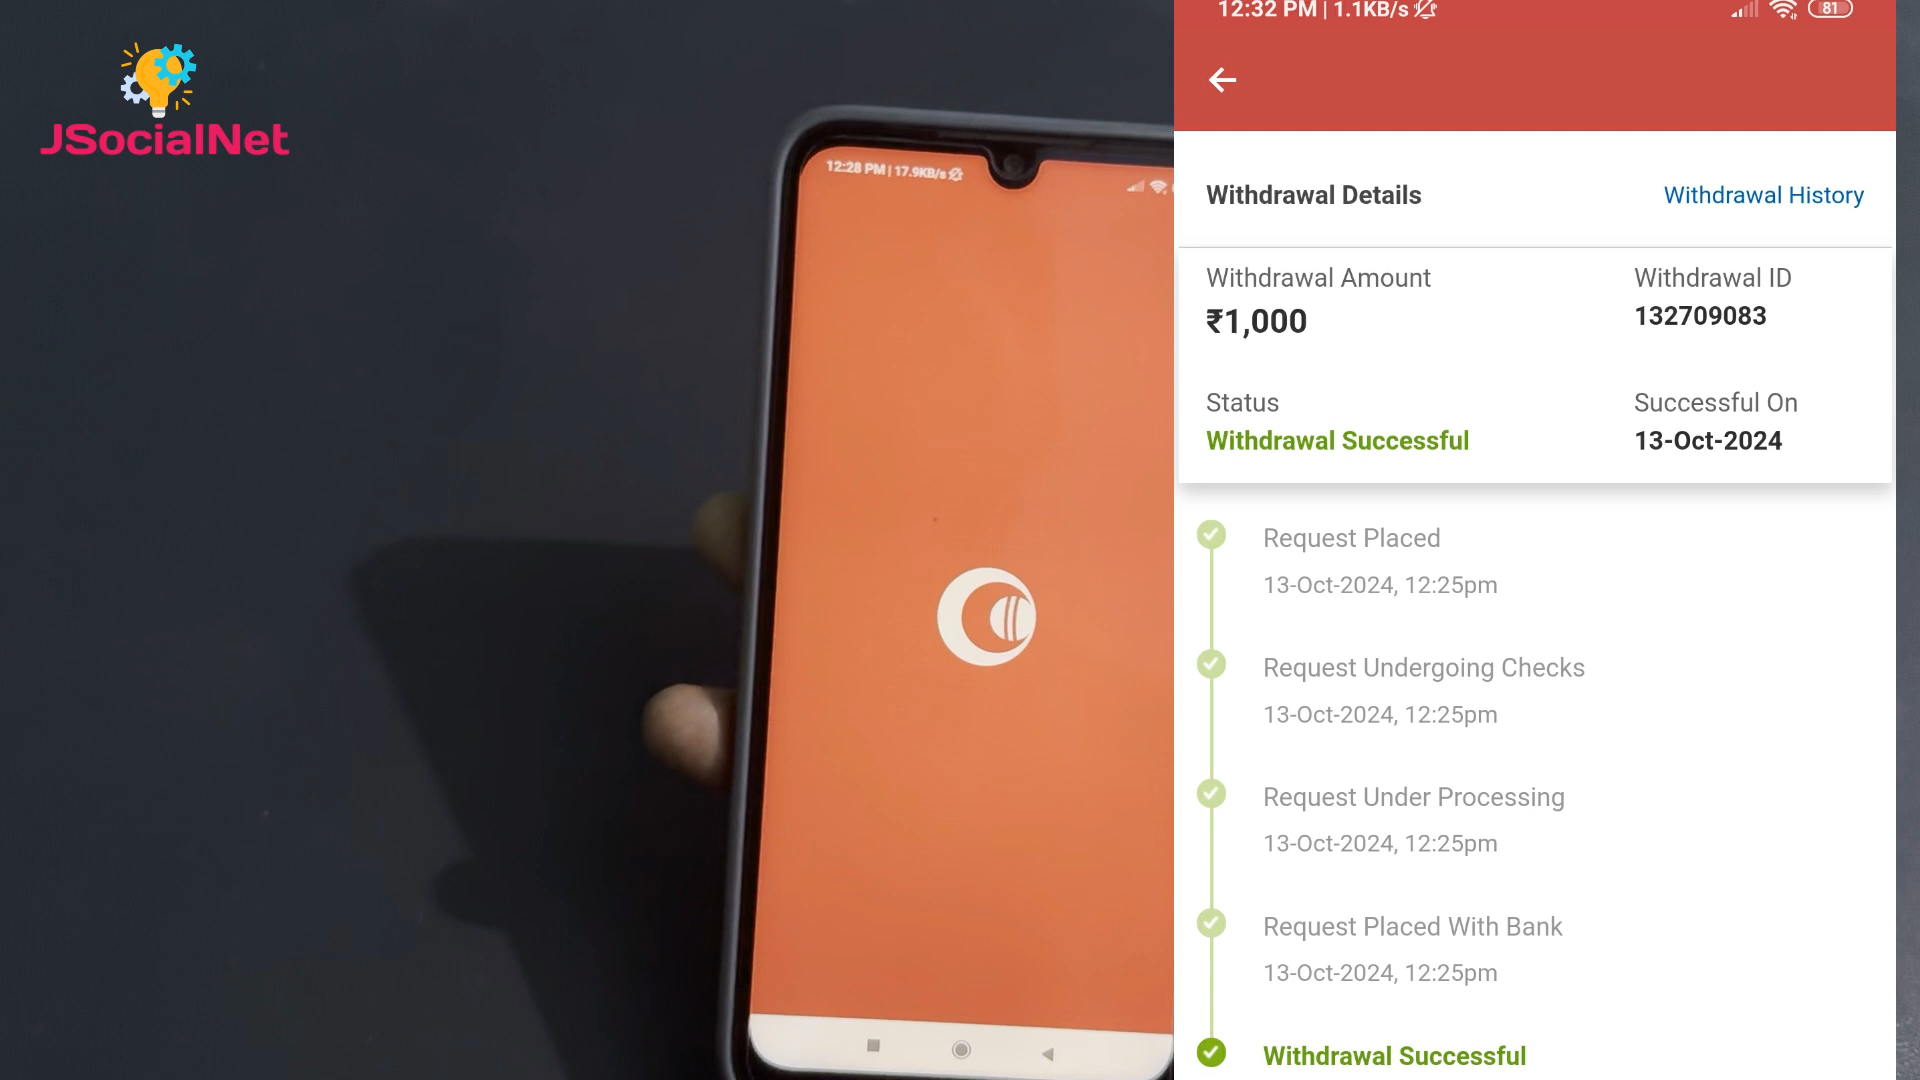 JSocialNet
12:28 PM | 17.9KB/s
12:32 PM | 1.1KB/s
81
Withdrawal Details
Withdrawal History
Withdrawal Amount
Withdrawal ID
₹1,000
132709083
Status
Successful On
Withdrawal Successful
13-Oct-2024
Request Placed
13-Oct-2024, 12:25pm
Request Undergoing Checks
13-Oct-2024, 12:25pm
Request Under Processing
13-Oct-2024, 12:25pm
Request Placed With Bank
13-Oct-2024, 12:25pm
Withdrawal Successful